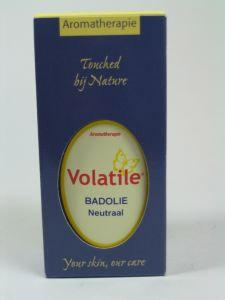 Aromatherapie
Touched
bij Nature
Aromatherapie
Volatile®
BADOLIE
Neutraal
Your skin, our care